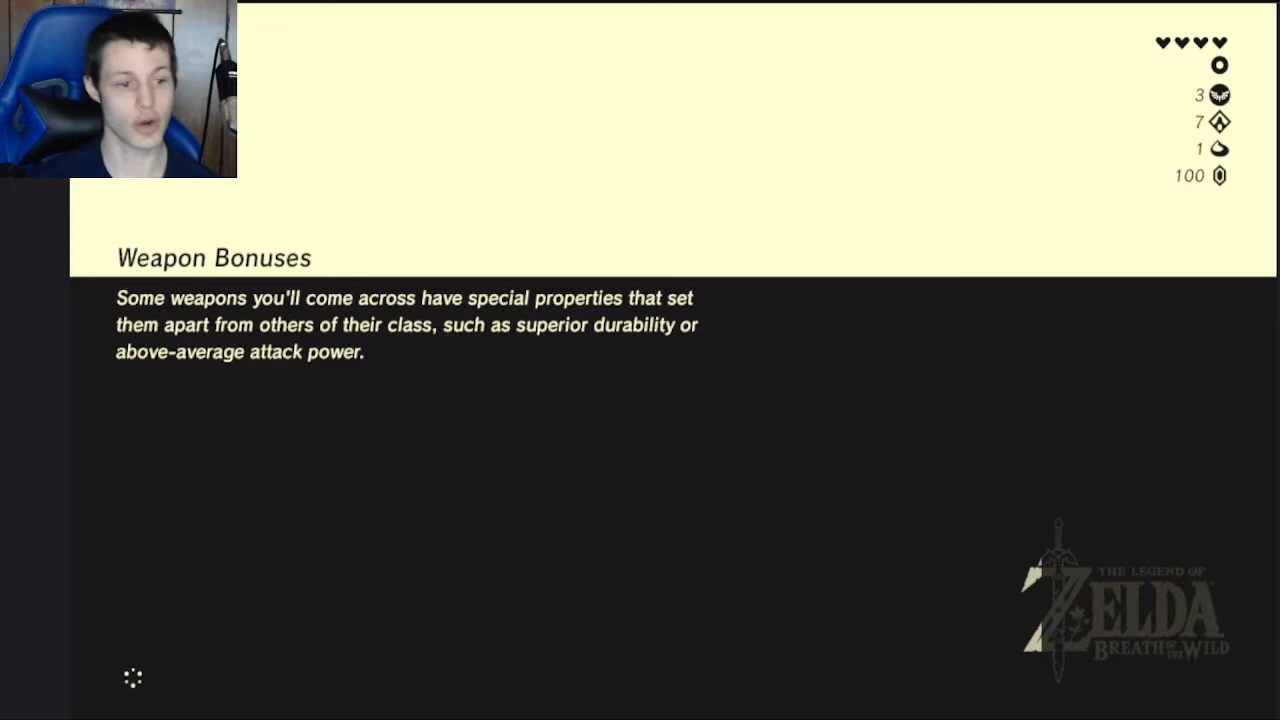 3
7
1
100
Weapon Bonuses
Some weapons you'll come across have special properties that set
them apart from others of their class, such as superior durability or
above-average attack power.
THE LEGEND OF
ZELDA
BREATH OF THE WILD